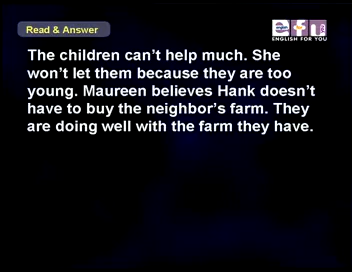 Read & Answer
efn
ENGLISH FOR YOU
The children can't help much. She
won't let them because they are too
young. Maureen believes Hank doesn't
have to buy the neighbor's farm. They
are doing well with the farm they have.